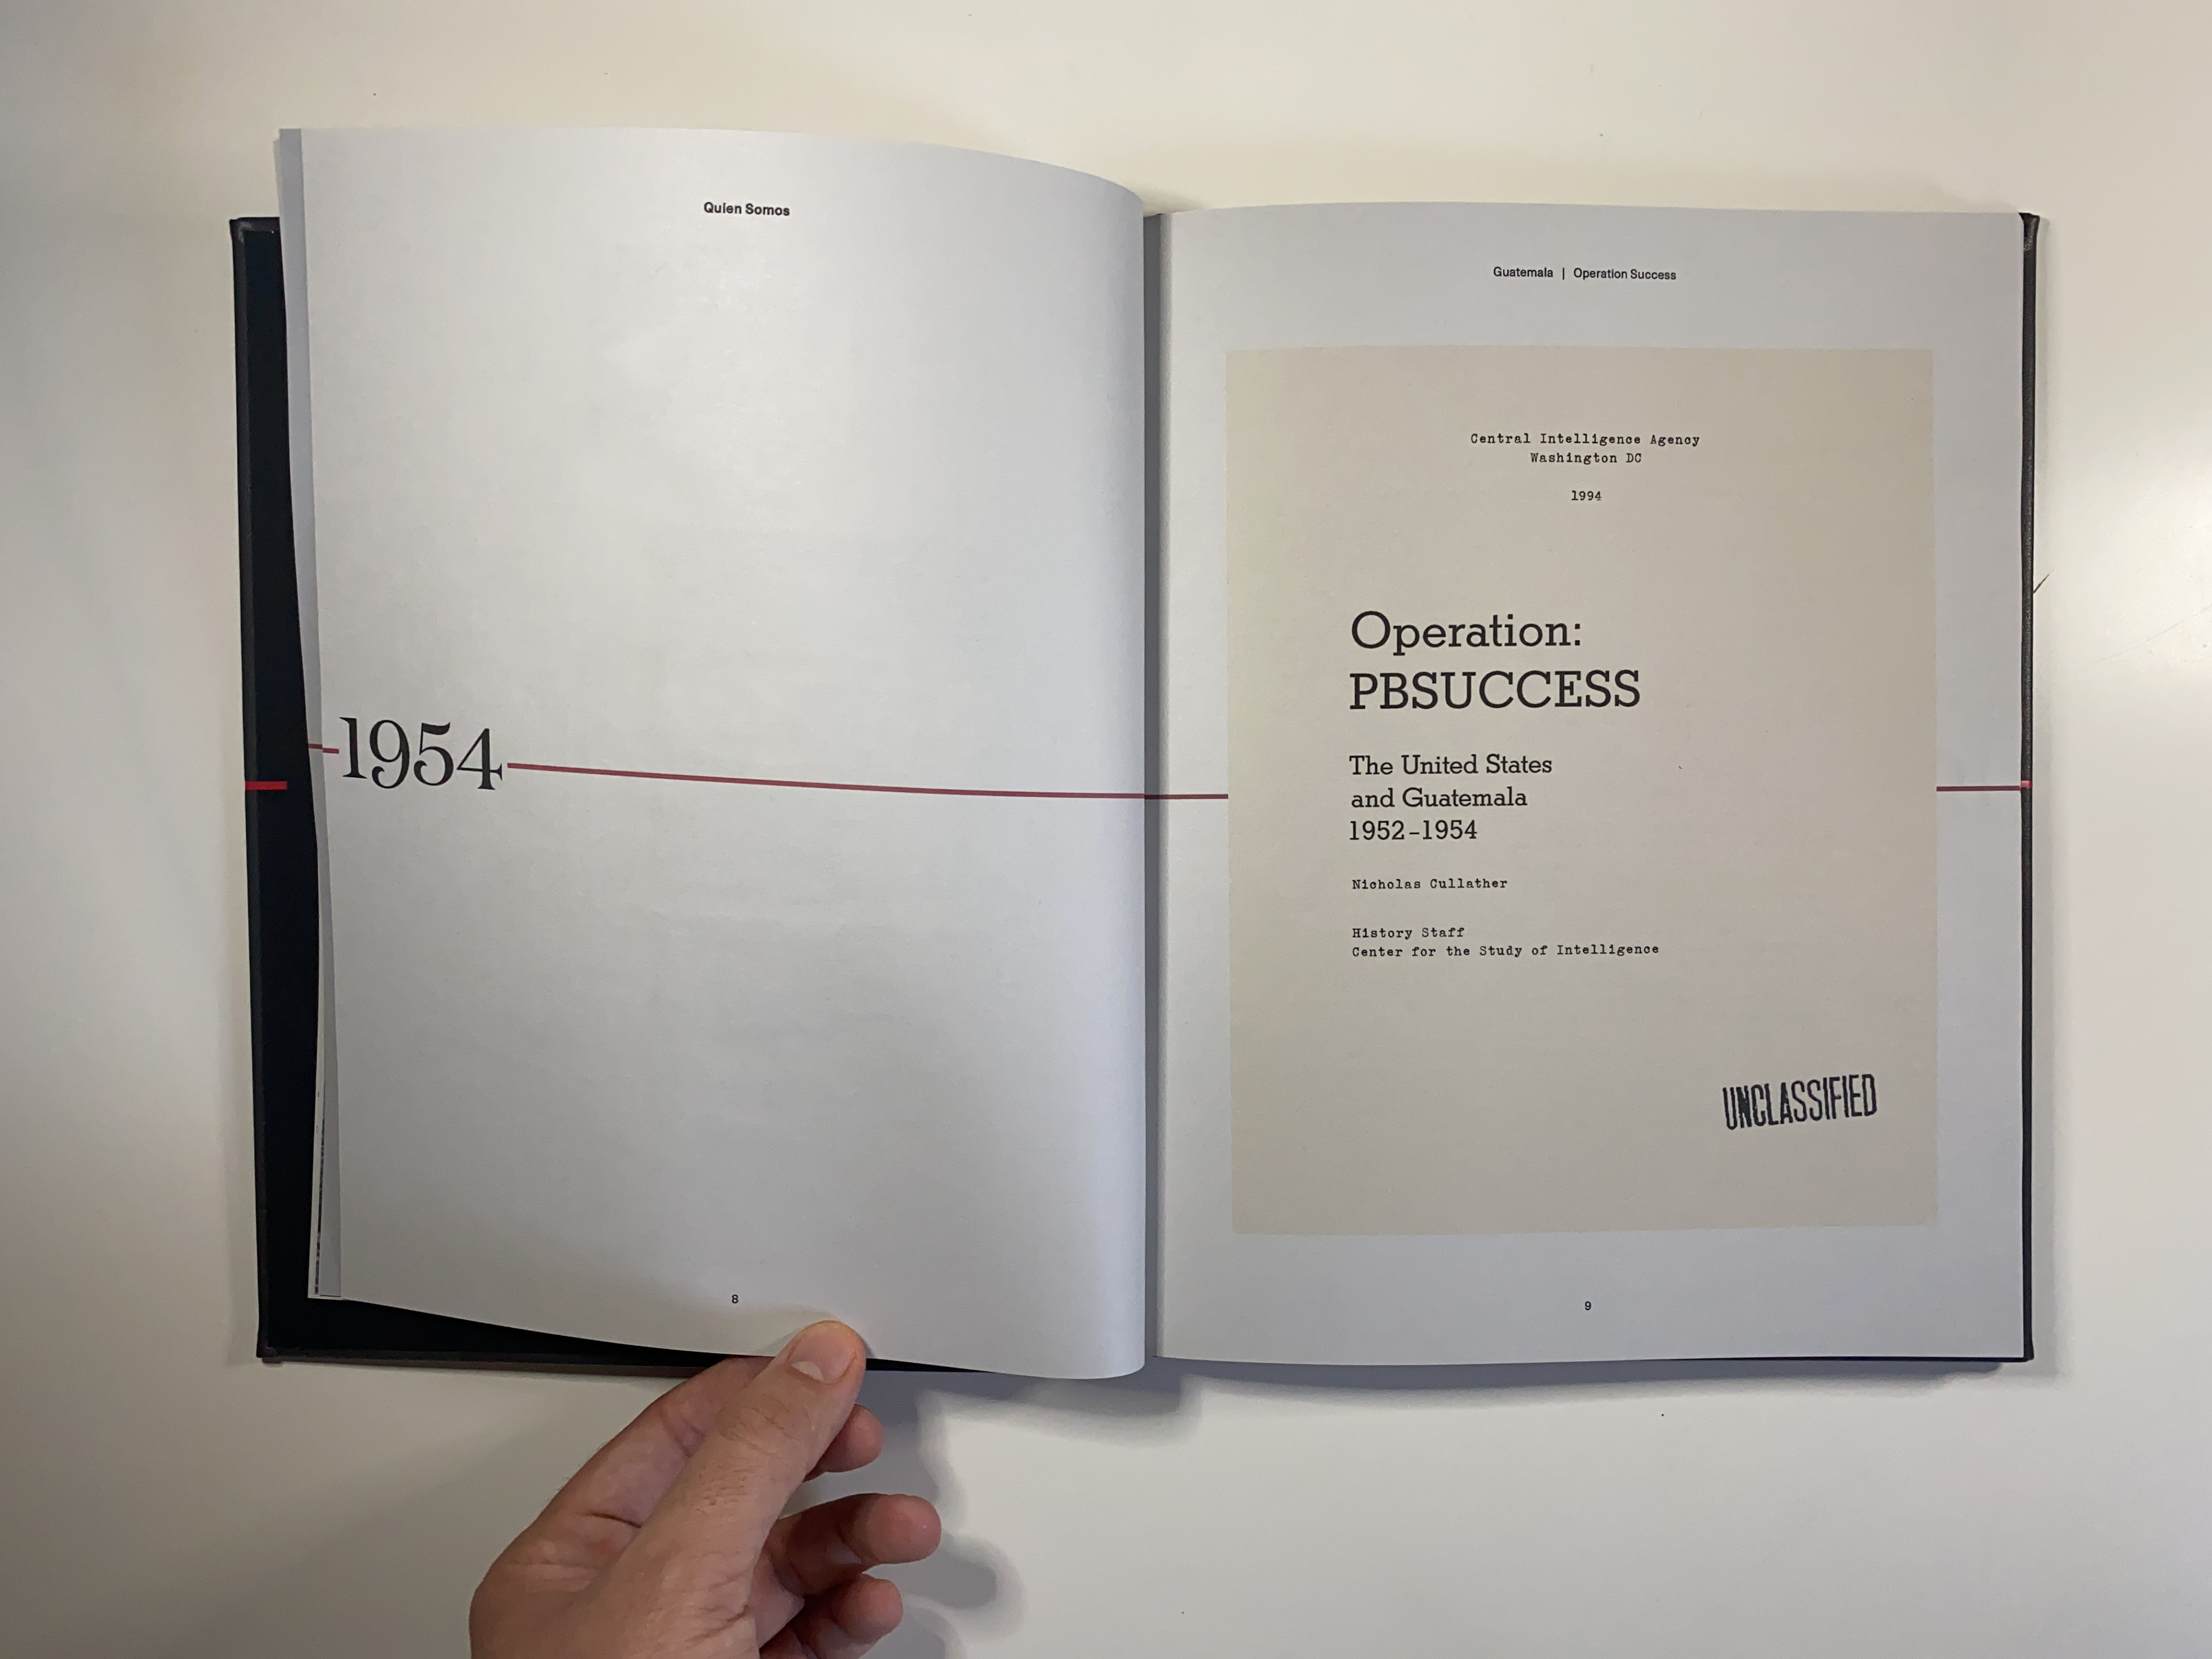 Quien Somos
1954
8
Guatemala | Operation Success
Central Intelligence Agency
Washington DC
1994
Operation:
PBSUCCESS
The United States
and Guatemala
1952–1954
Nicholas Cullather
History Staff
Center for the Study of Intelligence
UNCLASSIFIED
9